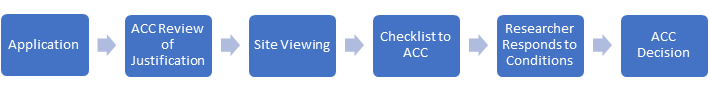 Application
ACC Review
of
Justification
Site Viewing
Checklist to
ACC
Researcher
Responds to
Conditions
ACC
Decision